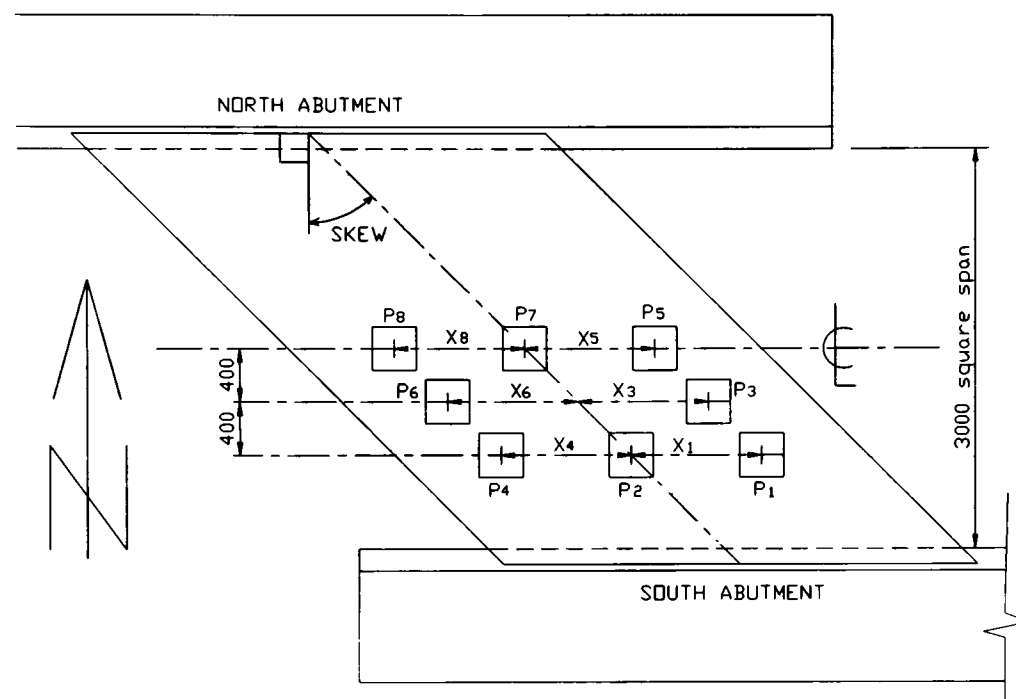 NORTH ABUTMENT
SKEW
P8
P7
P5
X8
X5
400
P6
X6
X3
P3
400
X4
X1
P4
P2
P1
3000 square span
N
SOUTH ABUTMENT